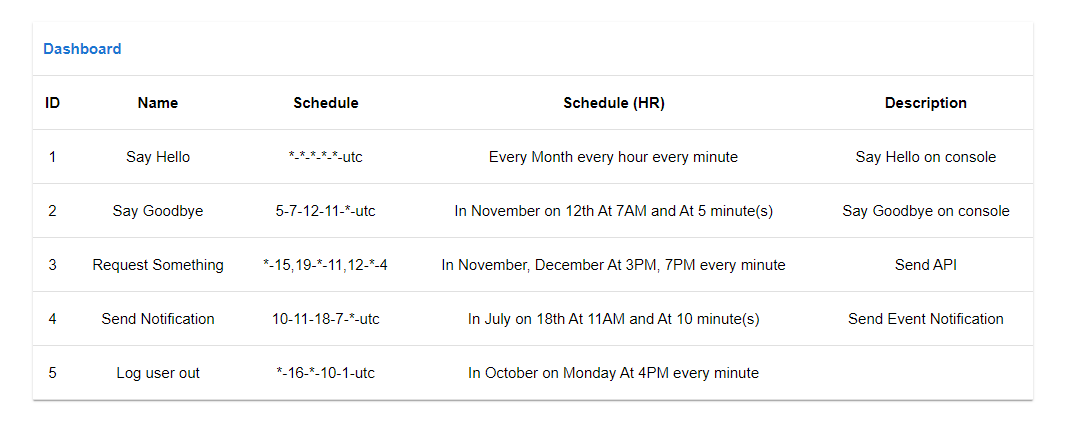 Dashboard
ID Name Schedule Schedule (HR) Description
1 Say Hello *-*-*-*-*-utc Every Month every hour every minute Say Hello on console
2 Say Goodbye 5-7-12-11-*-utc In November on 12th At 7AM and At 5 minute(s) Say Goodbye on console
3 Request Something *-15,19-*-11,12-*-4 In November, December At 3PM, 7PM every minute Send API
4 Send Notification 10-11-18-7-*-utc In July on 18th At 11AM and At 10 minute(s) Send Event Notification
5 Log user out *-16-*-10-1-utc In October on Monday At 4PM every minute